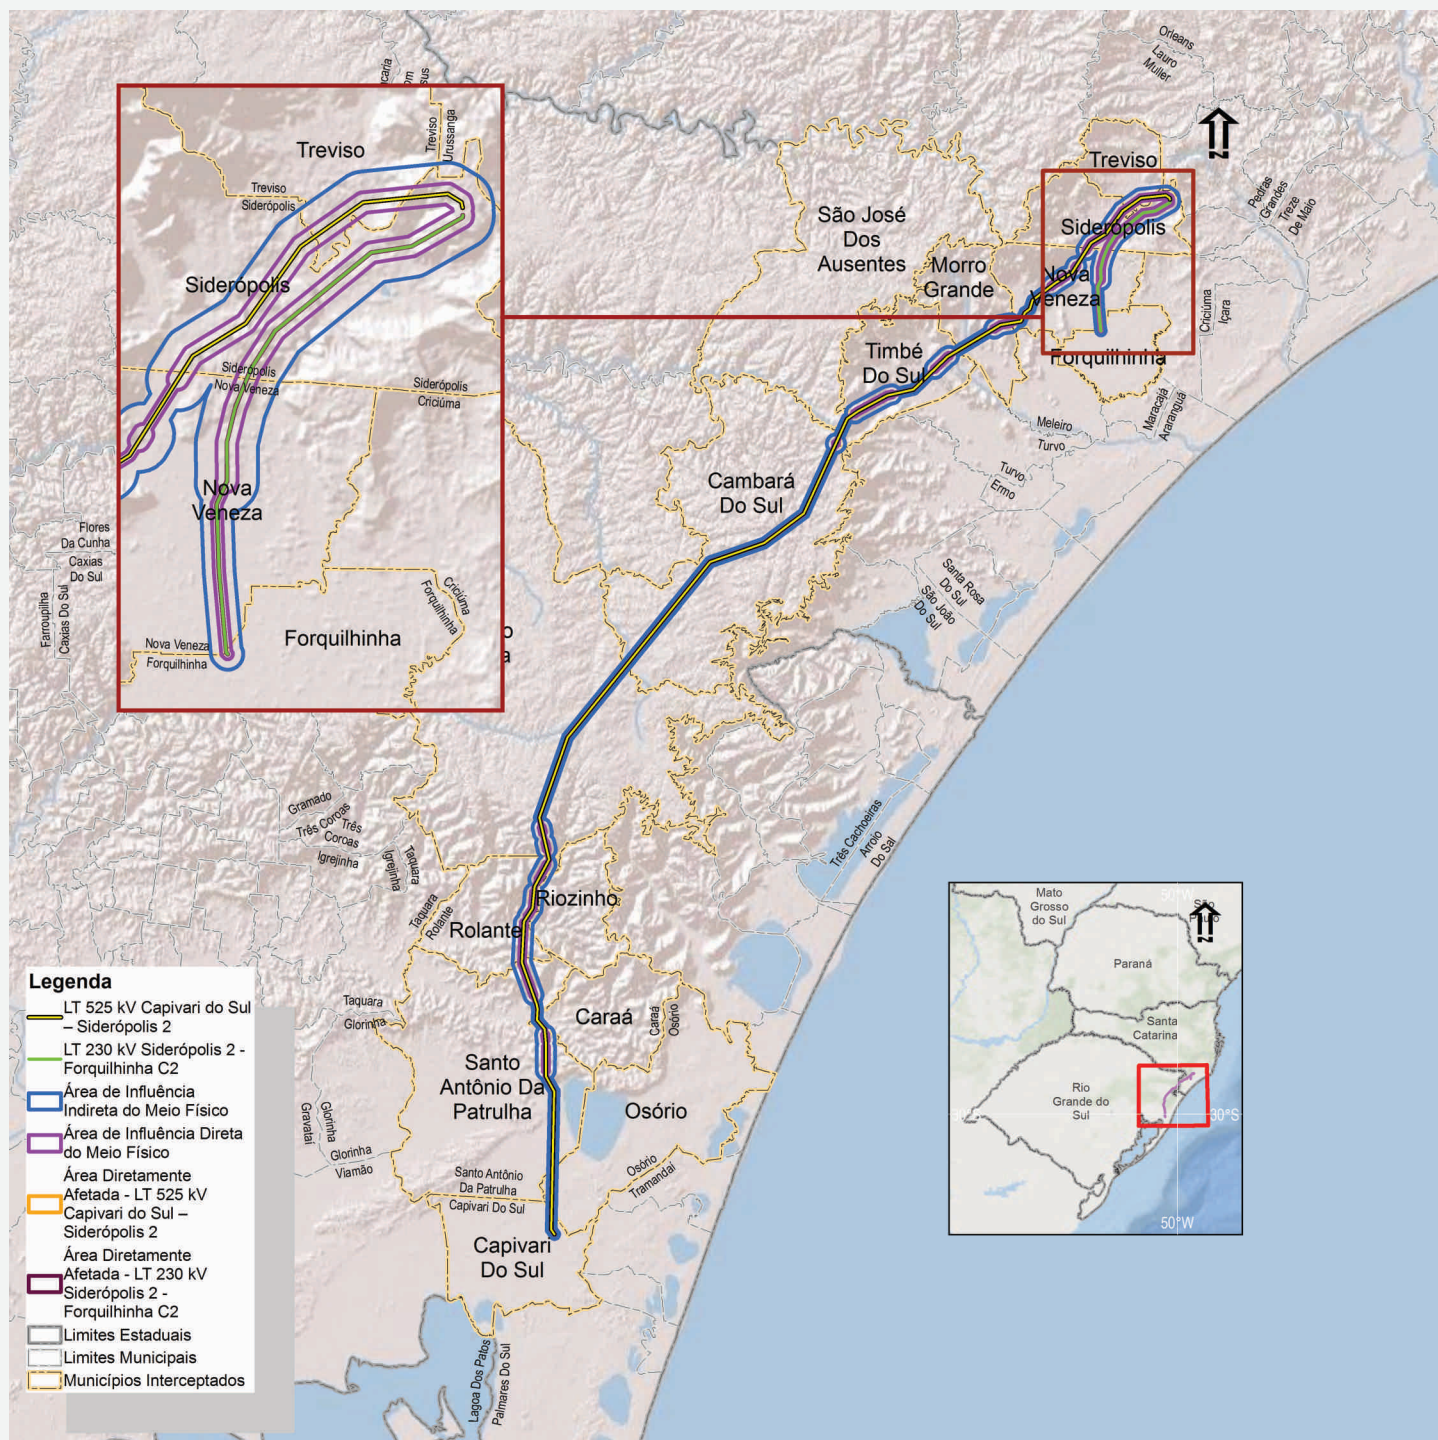 Orleans
Lauro
Muller
Treviso
São José
Dos
Ausentes
Siderópolis
Morro
Grande
Nova
Veneza
Pedras
Grandes
Treze
De Maio
Criciúma
Içara
Forquilhinha
Timbé
Do Sul
Maracajá
Araranguá
Meleiro
Turvo
Turvo
Ermo
Cambará
Do Sul
Santa Rosa
Do Sul
São João
Do Sul
Treviso
Treviso
Urussanga
Treviso
Siderópolis
Siderópolis
Siderópolis
Nova Veneza
Siderópolis
Criciúma
Nova
Veneza
Criciúma
Forquilhinha
Forquilhinha
Nova Veneza
Forquilhinha
Flores
Da Cunha
Caxias
Do Sul
Farroupilha
Caxias Do Sul
Gramado
Três Coroas
Três
Coroas
Igrejinha
Igrejinha
Taquara
Taquara
Rolante
Riozinho
Rolante
Três Cachoeiras
Arroio
Do Sal
Taquara
Glorinha
Caraá
Caraá
Osório
Santo
Antônio Da
Patrulha
Osório
Gravataí
Glorinha
Glorinha
Viamão
Santo Antônio
Da Patrulha
Capivari Do Sul
Osório
Tramandaí
Capivari
Do Sul
Lagoa Dos Patos
Palmares Do Sul
Legenda
LT 525 kV Capivari do Sul
– Siderópolis 2
LT 230 kV Siderópolis 2 -
Forquilhinha C2
Área de Influência
Indireta do Meio Físico
Área de Influência Direta
do Meio Físico
Área Diretamente
Afetada - LT 525 kV
Capivari do Sul –
Siderópolis 2
Área Diretamente
Afetada - LT 230 kV
Siderópolis 2 -
Forquilhinha C2
Limites Estaduais
Limites Municipais
Municípios Interceptados
Mato
Grosso
do Sul
50°W
São
Paulo
N
Paraná
Santa
Catarina
Rio
Grande do
Sul
30°S
30°S
50°W
N